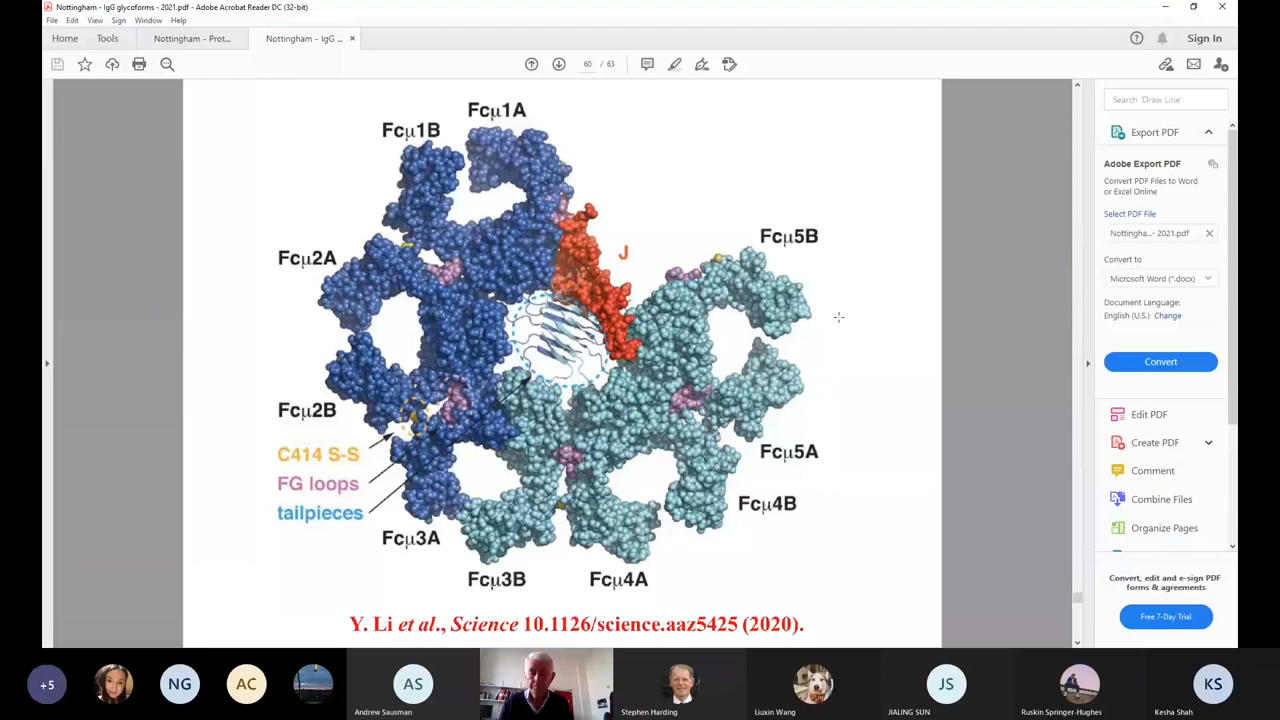 Nottingham - IgG glycoforms - 2021.pdf - Adobe Acrobat Reader DC (32-bit)
File Edit View Sign Window Help
Home Tools Nottingham - Prot... Nottingham - IgG ... × Sign In
60 / 63
Search 'Draw Line'
Export PDF
Adobe Export PDF
Convert PDF Files to Word
or Excel Online
Select PDF File
Nottingha...- 2021.pdf
Convert to
Microsoft Word (*.docx)
Document Language:
English (U.S.) Change
Convert
Edit PDF
Create PDF
Comment
Combine Files
Organize Pages
Convert, edit and e-sign PDF
forms & agreements
Free 7-Day Trial
Fcμ1A
Fcμ1B
J
Fcμ5B
Fcμ2A
Fcμ2B
C414 S-S
FG loops
tailpieces
Fcμ5A
Fcμ4B
Fcμ3A
Fcμ3B
Fcμ4A
Y. Li et al., Science 10.1126/science.aaz5425 (2020).
+5 NG AC AS JS KS
Andrew Sausman Stephen Harding Liuxin Wang JIALING SUN Ruskin Springer-Hughes Kesha Shah